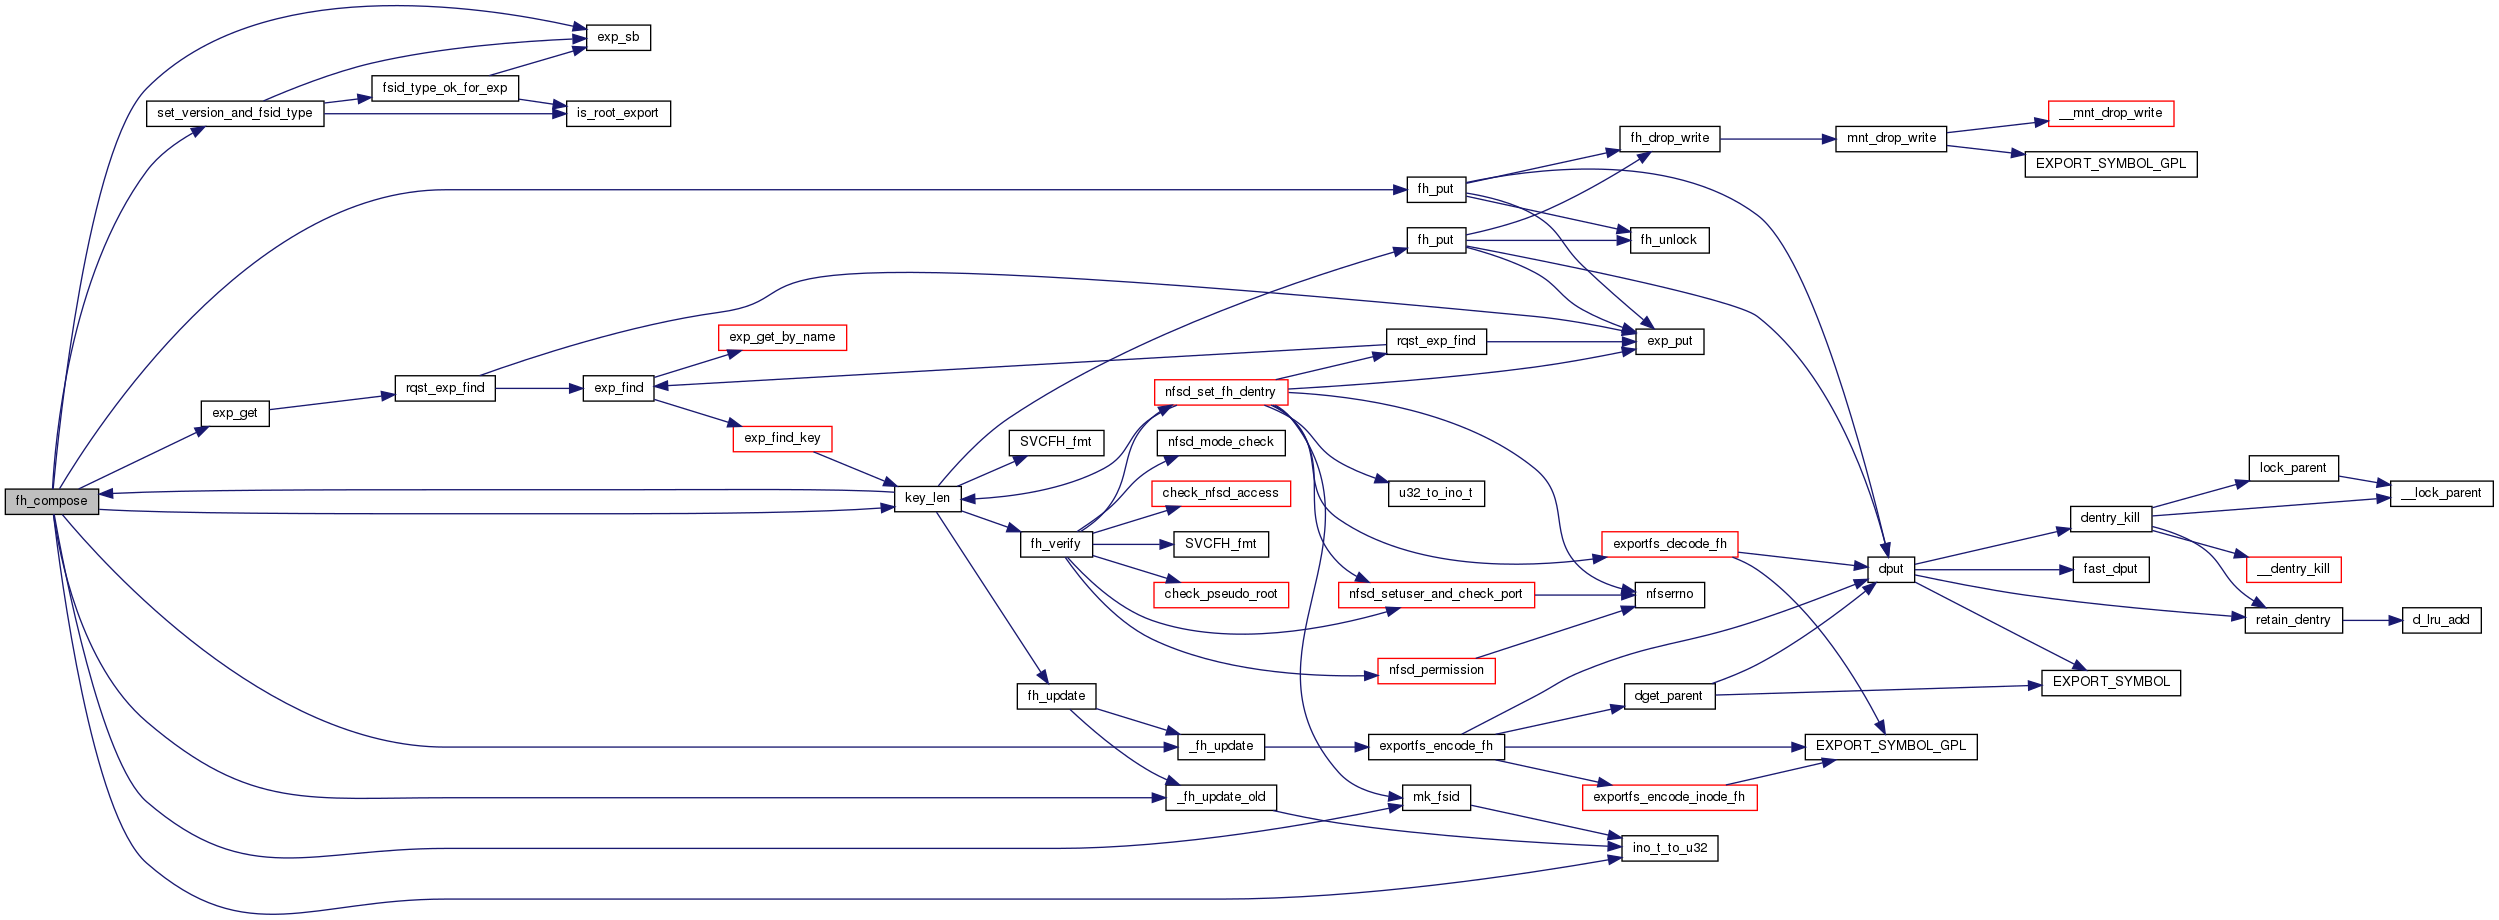 exp_sb
fsid_type_ok_for_exp
set_version_and_fsid_type
is_root_export
__mnt_drop_write
fh_drop_write
mnt_drop_write
EXPORT_SYMBOL_GPL
fh_put
fh_put
fh_unlock
exp_get_by_name
rqst_exp_find
exp_put
rqst_exp_find
exp_find
nfsd_set_fh_dentry
exp_get
exp_find_key
SVCFH_fmt
nfsd_mode_check
lock_parent
fh_compose
key_len
check_nfsd_access
u32_to_ino_t
__lock_parent
dentry_kill
fh_verify
SVCFH_fmt
exportfs_decode_fh
dput
fast_dput
__dentry_kill
check_pseudo_root
nfsd_setuser_and_check_port
nfserrno
retain_dentry
d_lru_add
nfsd_permission
EXPORT_SYMBOL
fh_update
dget_parent
_fh_update
exportfs_encode_fh
EXPORT_SYMBOL_GPL
_fh_update_old
mk_fsid
exportfs_encode_inode_fh
ino_t_to_u32